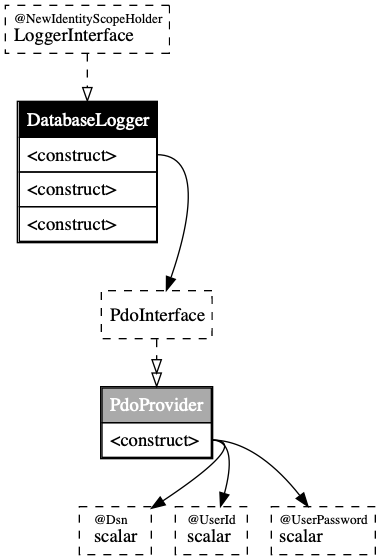 @NewIdentityScopeHolder
LoggerInterface
DatabaseLogger
<construct>
<construct>
<construct>
PdoInterface
PdoProvider
<construct>
@Dsn
scalar
@UserId
scalar
@UserPassword
scalar